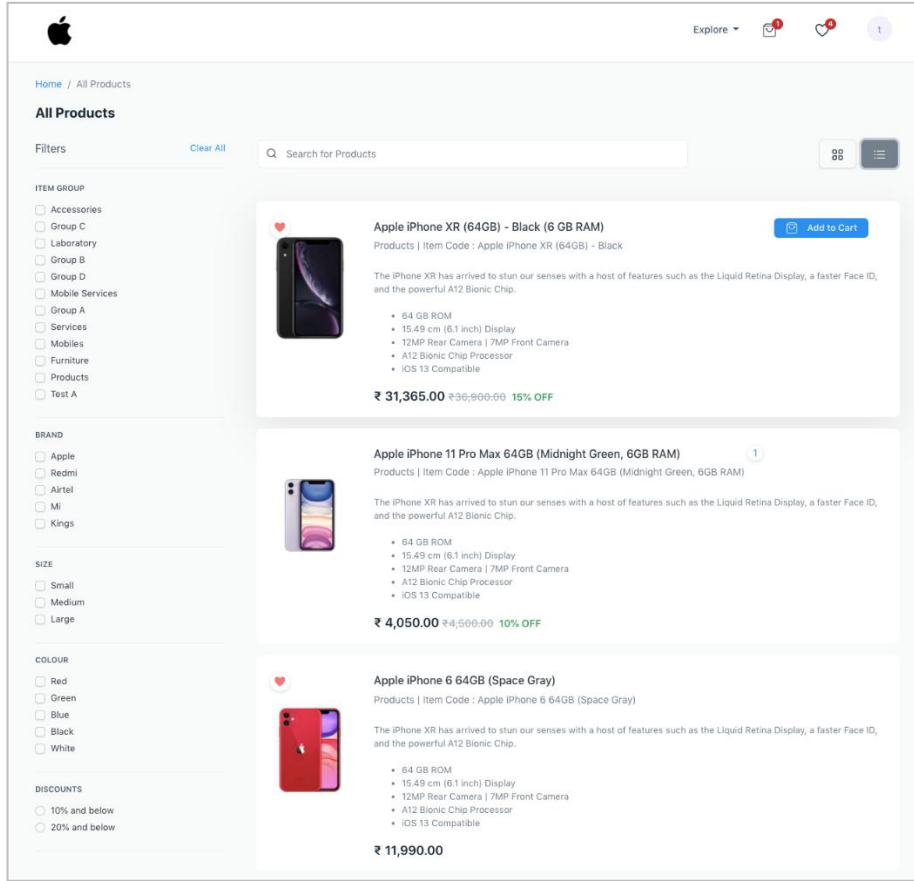 Explore
1
4
t
Home / All Products
All Products
Filters
Clear All
Search for Products
ITEM GROUP
Accessories
Group C
Laboratory
Group B
Group D
Mobile Services
Group A
Services
Mobiles
Furniture
Products
Test A
BRAND
Apple
Redmi
Airtel
Mi
Kings
SIZE
Small
Medium
Large
COLOUR
Red
Green
Blue
Black
White
DISCOUNTS
10% and below
20% and below
Apple iPhone XR (64GB) - Black (6 GB RAM)
Add to Cart
Products | Item Code : Apple iPhone XR (64GB) - Black
The iPhone XR has arrived to stun our senses with a host of features such as the Liquid Retina Display, a faster Face ID,
and the powerful A12 Bionic Chip.
• 64 GB ROM
• 15.49 cm (6.1 inch) Display
• 12MP Rear Camera | 7MP Front Camera
• A12 Bionic Chip Processor
• iOS 13 Compatible
₹ 31,365.00 ₹36,900.00 15% OFF
Apple iPhone 11 Pro Max 64GB (Midnight Green, 6GB RAM)
1
Products | Item Code : Apple iPhone 11 Pro Max 64GB (Midnight Green, 6GB RAM)
The iPhone XR has arrived to stun our senses with a host of features such as the Liquid Retina Display, a faster Face ID,
and the powerful A12 Bionic Chip.
• 64 GB ROM
• 15.49 cm (6.1 inch) Display
• 12MP Rear Camera | 7MP Front Camera
• A12 Bionic Chip Processor
• iOS 13 Compatible
₹ 4,050.00 ₹4,500.00 10% OFF
Apple iPhone 6 64GB (Space Gray)
Products | Item Code : Apple iPhone 6 64GB (Space Gray)
The iPhone XR has arrived to stun our senses with a host of features such as the Liquid Retina Display, a faster Face ID,
and the powerful A12 Bionic Chip.
• 64 GB ROM
• 15.49 cm (6.1 inch) Display
• 12MP Rear Camera | 7MP Front Camera
• A12 Bionic Chip Processor
• iOS 13 Compatible
₹ 11,990.00